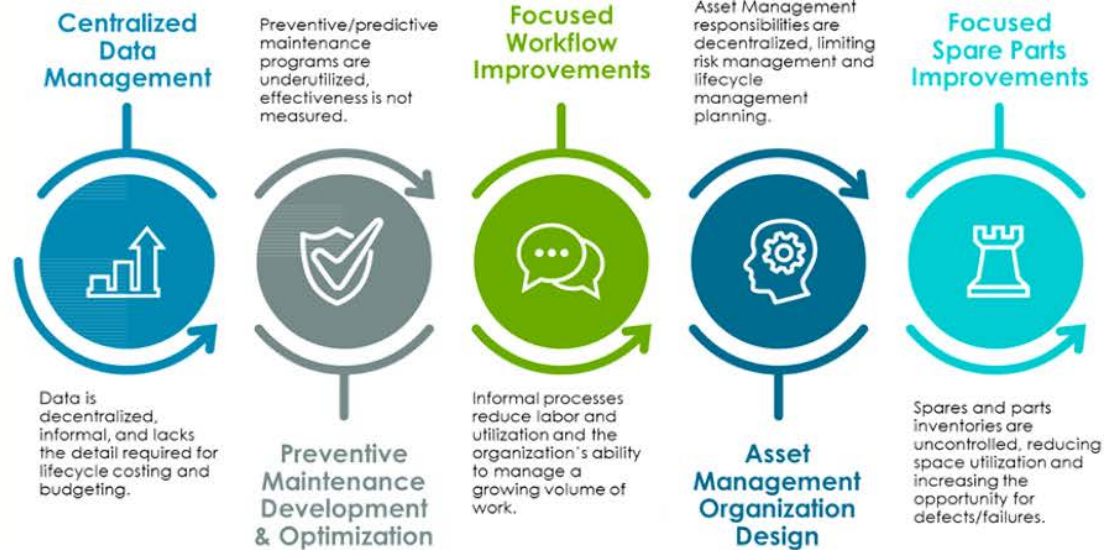 Centralized
Data
Management
Data is
decentralized,
informal, and lacks
the detail required for
lifecycle costing and
budgeting.
Preventive/predictive
maintenance
programs are
underutilized,
effectiveness is not
measured.
Preventive
Maintenance
Development
& Optimization
Focused
Workflow
Improvements
Informal processes
reduce labor and
utilization and the
organization's ability
to manage a
growing volume of
work.
Asset Management
responsibilities are
decentralized, limiting
risk management and
lifecycle
management
planning.
Asset
Management
Organization
Design
Focused
Spare Parts
Improvements
Spares and parts
inventories are
uncontrolled, reducing
space utilization and
increasing the
opportunity for
defects/failures.